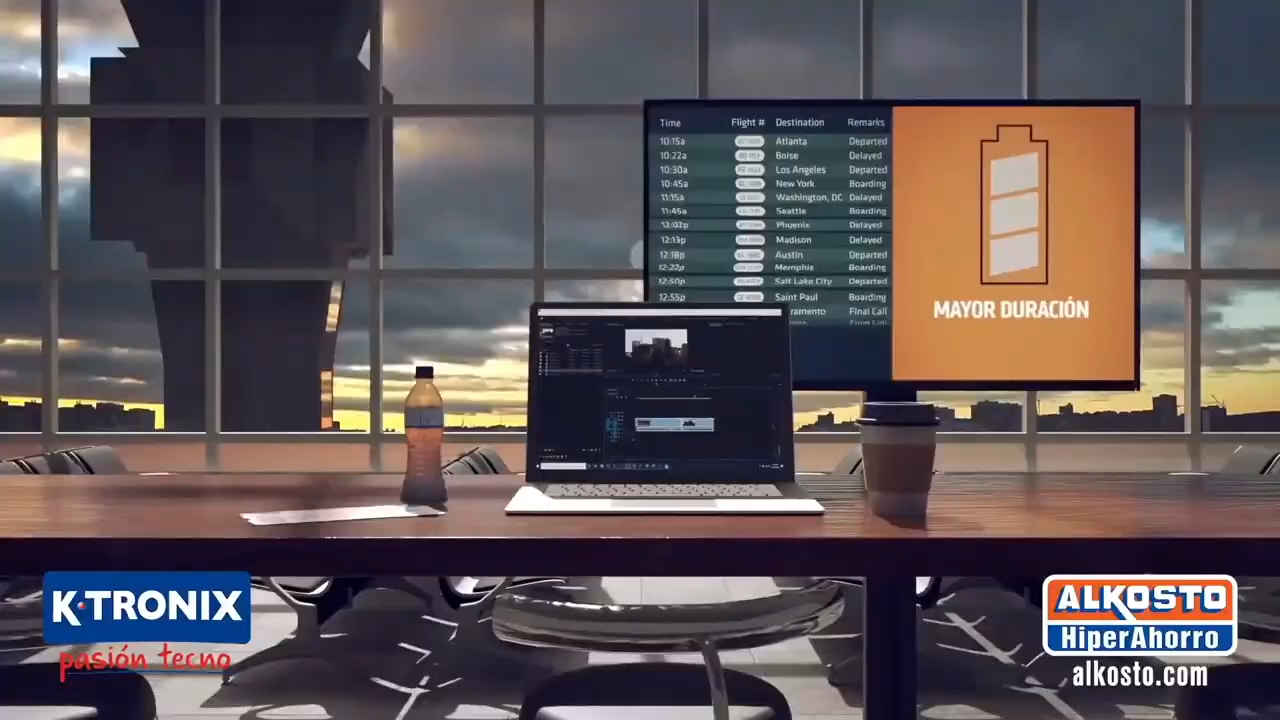 Time Flight # Destination Remarks
10:15a Atlanta Departed
10:22a Boise Delayed
10:30a Los Angeles Departed
10:45a New York Boarding
11:15a Washington, DC Delayed
11:45a Seattle Boarding
12:02p Phoenix Delayed
12:13p Madison Delayed
12:18p Austin Departed
12:22p Memphis Boarding
12:50p Salt Lake City Departed
12:55p Saint Paul Boarding
ramento Final Call
Final Call
MAYOR DURACIÓN
K·TRONIX
pasión tecno
ALKOSTO
HiperAhorro
alkosto.com